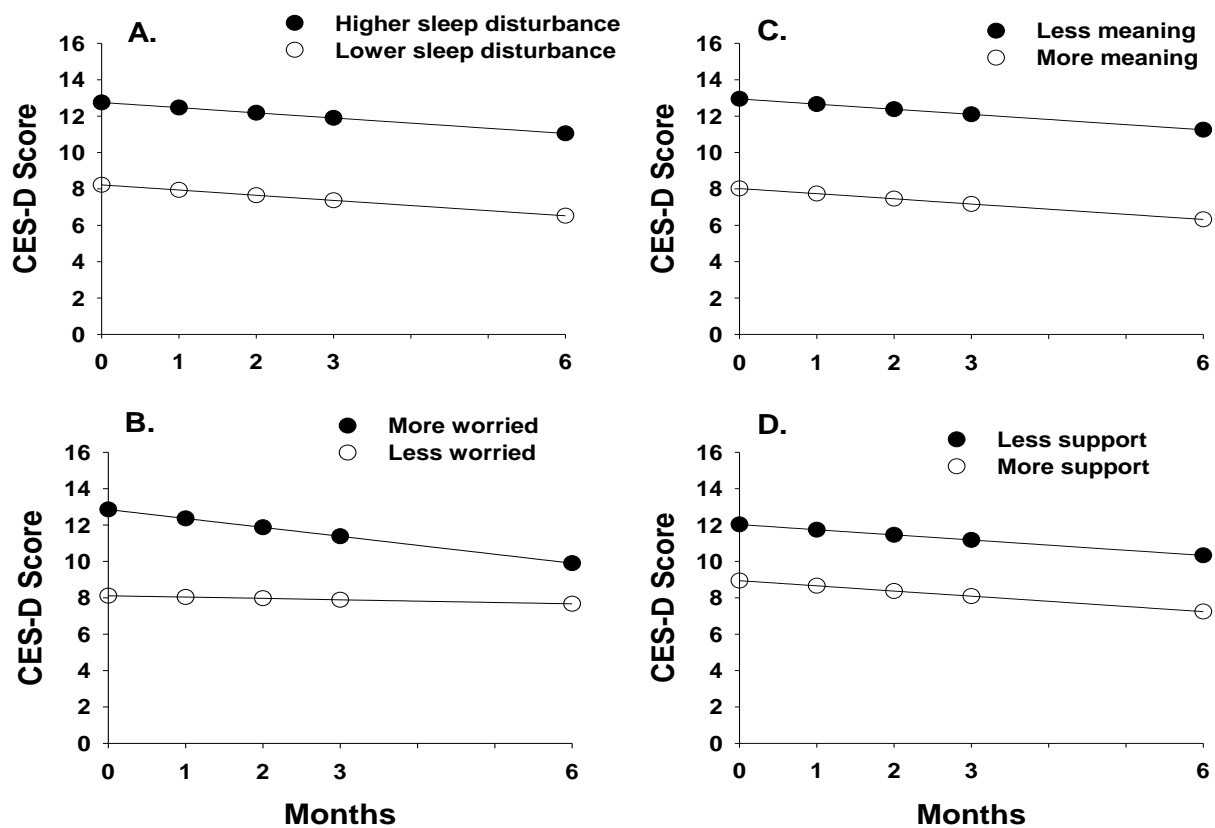 A.
Higher sleep disturbance
Lower sleep disturbance
16
14
12
10
8
6
4
2
0
CES-D Score
0 1 2 3 6
C.
Less meaning
More meaning
16
14
12
10
8
6
4
2
0
CES-D Score
0 1 2 3 6
B.
More worried
Less worried
16
14
12
10
8
6
4
2
0
CES-D Score
0 1 2 3 6
Months
D.
Less support
More support
16
14
12
10
8
6
4
2
0
CES-D Score
0 1 2 3 6
Months